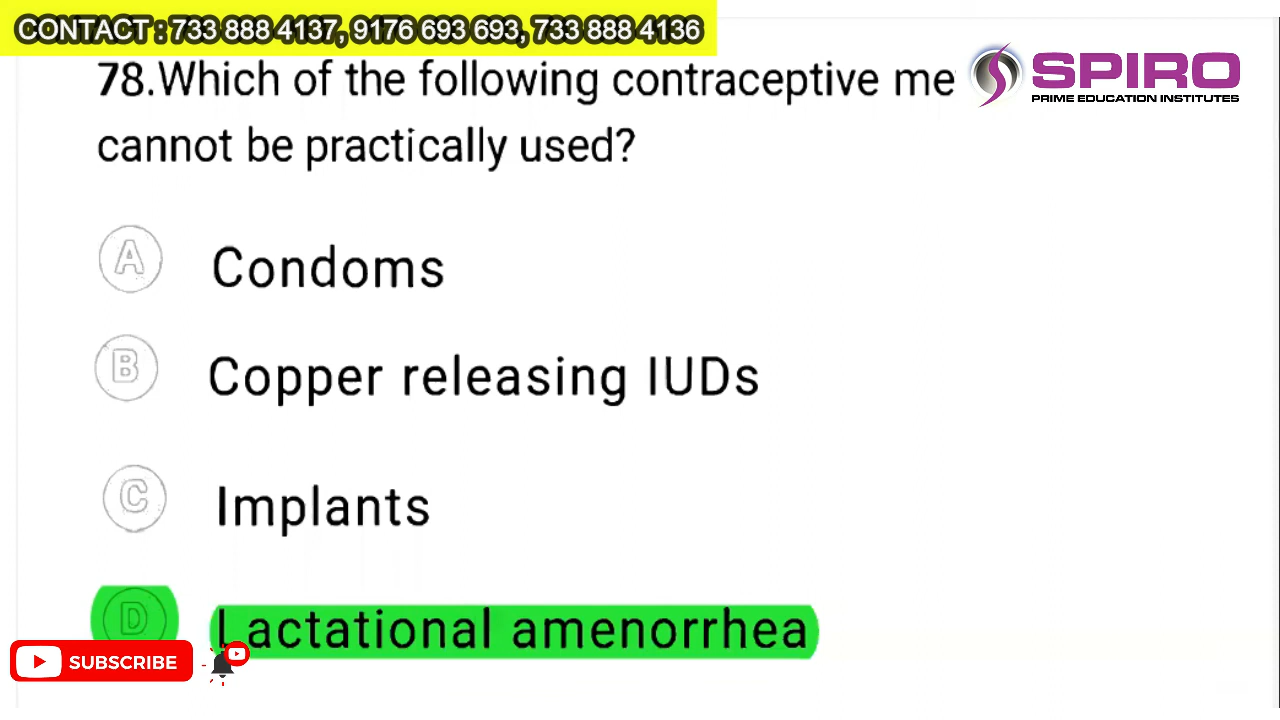 CONTACT : 733 888 4137, 9176 693 693, 733 888 4136
SPIRO
PRIME EDUCATION INSTITUTES
78.Which of the following contraceptive me
cannot be practically used?
A Condoms
B Copper releasing IUDs
C Implants
D Lactational amenorrhea
SUBSCRIBE